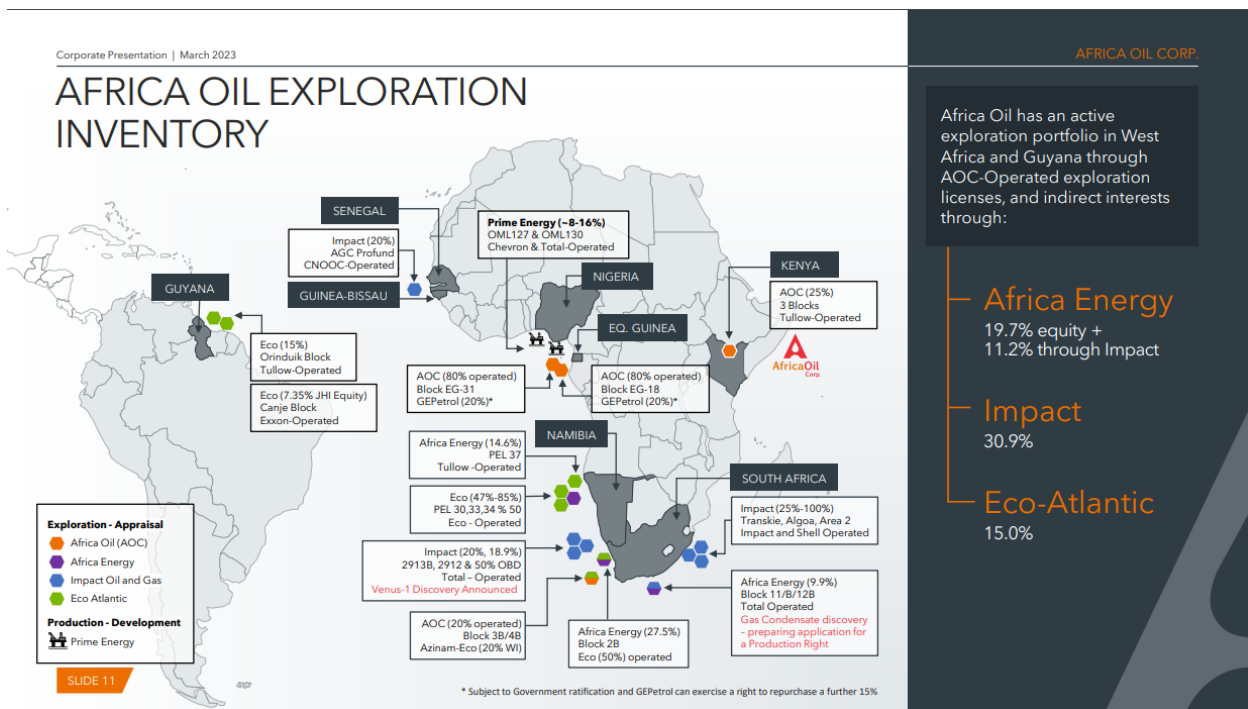 Corporate Presentation | March 2023
AFRICA OIL CORP.
AFRICA OIL EXPLORATION
INVENTORY
Africa Oil has an active
exploration portfolio in West
Africa and Guyana through
AOC-Operated exploration
licenses, and indirect interests
through:
Africa Energy
19.7% equity +
11.2% through Impact
Impact
30.9%
Eco-Atlantic
15.0%
SENEGAL
Impact (20%)
AGC Profund
CNOOC-Operated
GUINEA-BISSAU
Prime Energy (~8-16%)
OML127 & OML130
Chevron & Total-Operated
NIGERIA
KENYA
AOC (25%)
3 Blocks
Tullow-Operated
AfricaOil
Corp.
GUYANA
Eco (15%)
Orinduik Block
Tullow-Operated
Eco (7.35% JHI Equity)
Canje Block
Exxon-Operated
EQ. GUINEA
AOC (80% operated)
Block EG-31
GEPetrol (20%)*
AOC (80% operated)
Block EG-18
GEPetrol (20%)*
NAMIBIA
Africa Energy (14.6%)
PEL 37
Tullow -Operated
Eco (47%-85%)
PEL 30,33,34 % 50
Eco - Operated
Impact (20%, 18.9%)
2913B, 2912 & 50% OBD
Total - Operated
Venus-1 Discovery Announced
AOC (20% operated)
Block 3B/4B
Azinam-Eco (20% WI)
Africa Energy (27.5%)
Block 2B
Eco (50%) operated
SOUTH AFRICA
Impact (25%-100%)
Transkie, Algoa, Area 2
Impact and Shell Operated
Africa Energy (9.9%)
Block 11/B/12B
Total Operated
Gas Condensate discovery
– preparing application for
a Production Right
Exploration - Appraisal
Africa Oil (AOC)
Africa Energy
Impact Oil and Gas
Eco Atlantic
Production - Development
Prime Energy
SLIDE 11
* Subject to Government ratification and GEPetrol can exercise a right to repurchase a further 15%